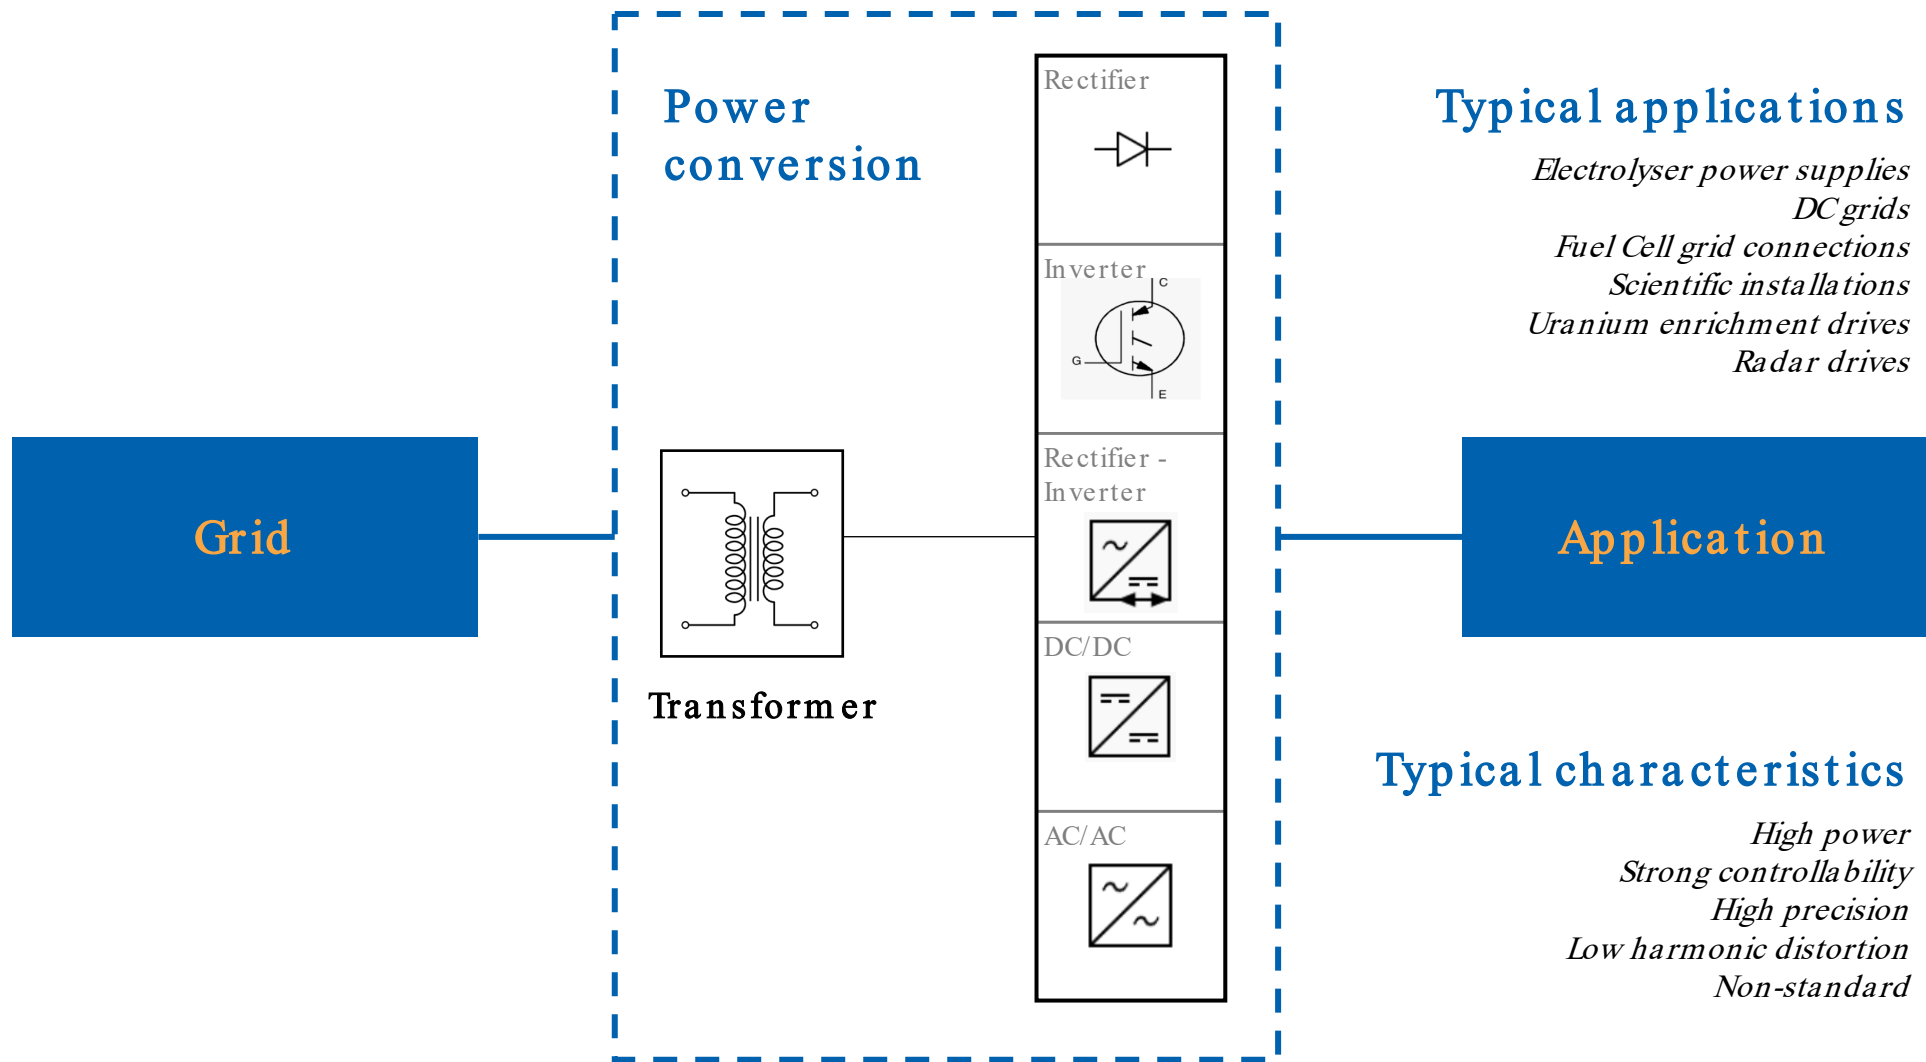 Power
conversion
Rectifier
Inverter
C
G
E
Rectifier -
Inverter
DC/DC
AC/AC
Grid
Transformer
Application
Typical applications
Electrolyser power supplies
DC grids
Fuel Cell grid connections
Scientific installations
Uranium enrichment drives
Radar drives
Typical characteristics
High power
Strong controllability
High precision
Low harmonic distortion
Non-standard